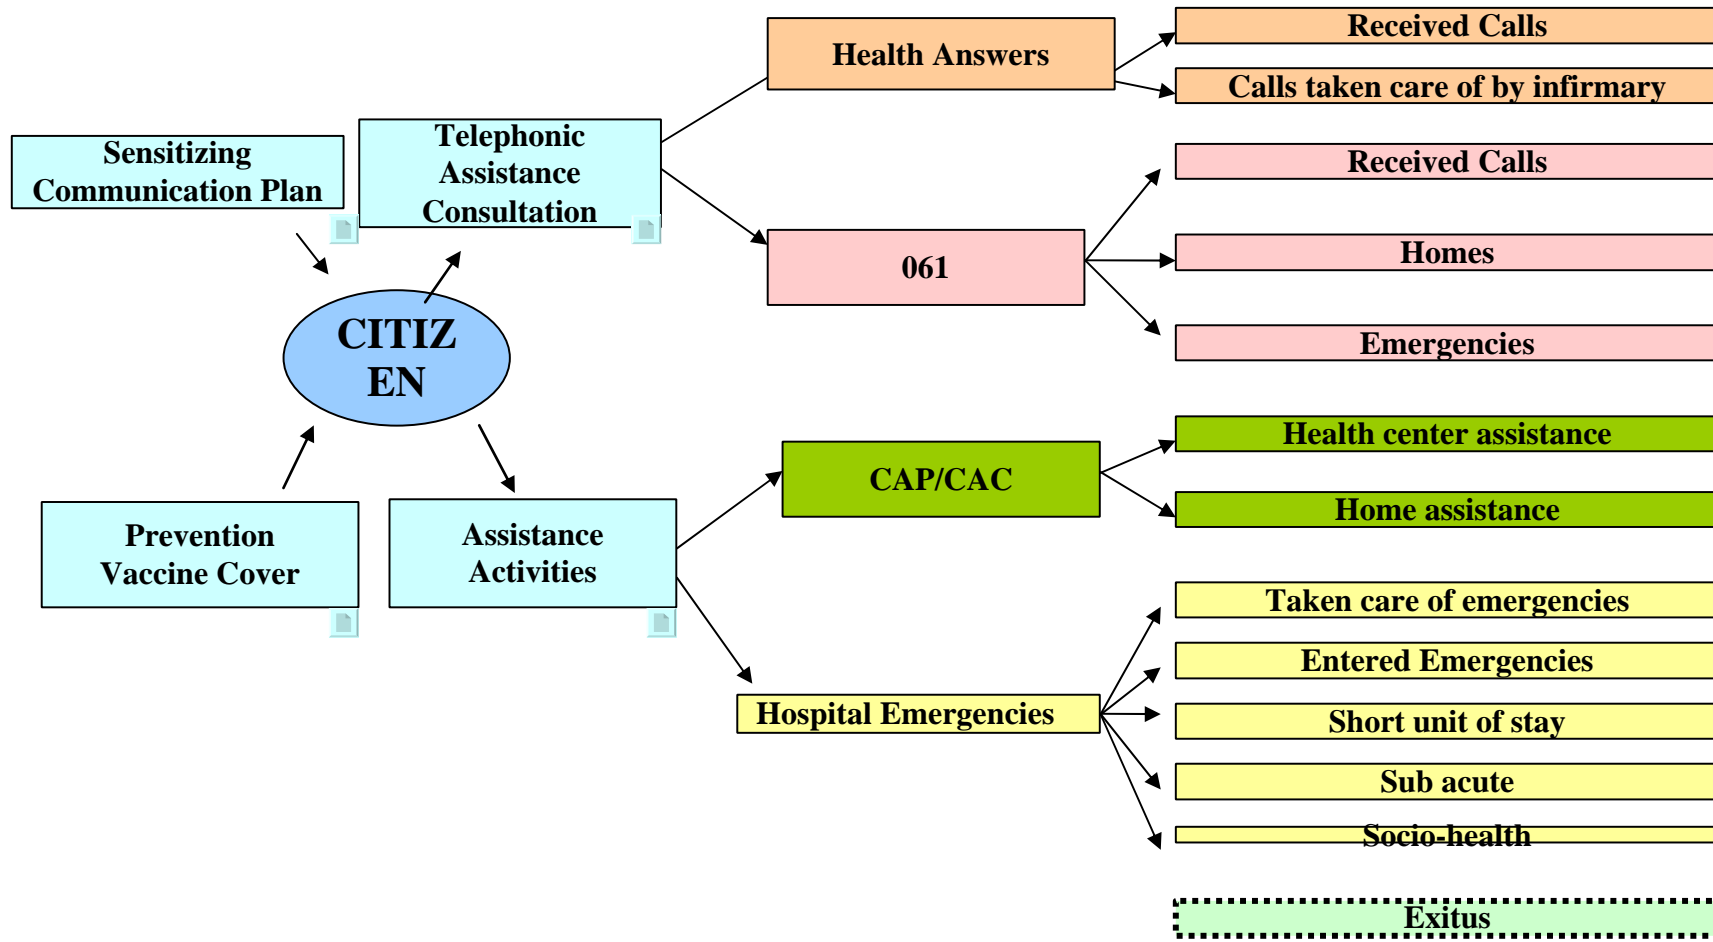 Sensitizing
Communication Plan
Telephonic
Assistance
Consultation
CITIZ
EN
Prevention
Vaccine Cover
Assistance
Activities
Health Answers
061
CAP/CAC
Hospital Emergencies
Received Calls
Calls taken care of by infirmary
Received Calls
Homes
Emergencies
Health center assistance
Home assistance
Taken care of emergencies
Entered Emergencies
Short unit of stay
Sub acute
Socio-health
Exitus